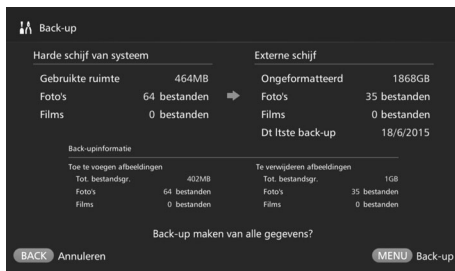 Back-up
Harde schijf van systeem
Gebruikte ruimte 464MB
Foto's 64 bestanden
Films 0 bestanden
Externe schijf
Ongeformatteerd 1868GB
Foto's 35 bestanden
Films 0 bestanden
Dt ltste back-up 18/6/2015
Back-upinformatie
Toe te voegen afbeeldingen
Tot. bestandsgr. 402MB
Foto's 64 bestanden
Films 0 bestanden
Te verwijderen afbeeldingen
Tot. bestandsgr. 1GB
Foto's 35 bestanden
Films 0 bestanden
Back-up maken van alle gegevens?
BACK Annuleren
MENU Back-up